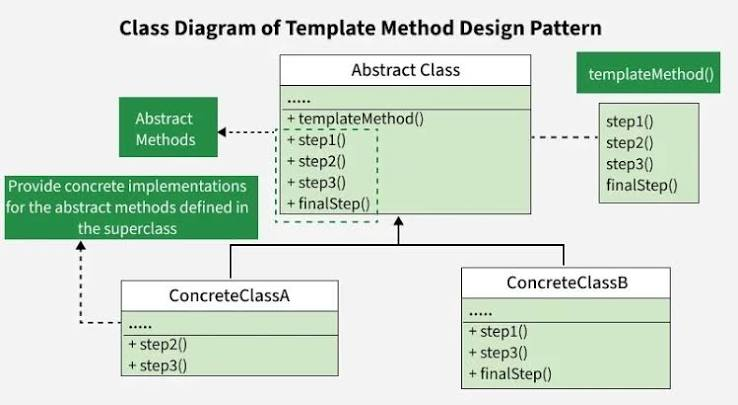 Class Diagram of Template Method Design Pattern
Abstract Class
.....
+ templateMethod()
+ step1()
+ step2()
+ step3()
+ finalStep()
templateMethod()
step1()
step2()
step3()
finalStep()
Abstract
Methods
Provide concrete implementations
for the abstract methods defined in
the superclass
ConcreteClassA
.....
+ step2()
+ step3()
ConcreteClassB
.....
+ step1()
+ step3()
+ finalStep()